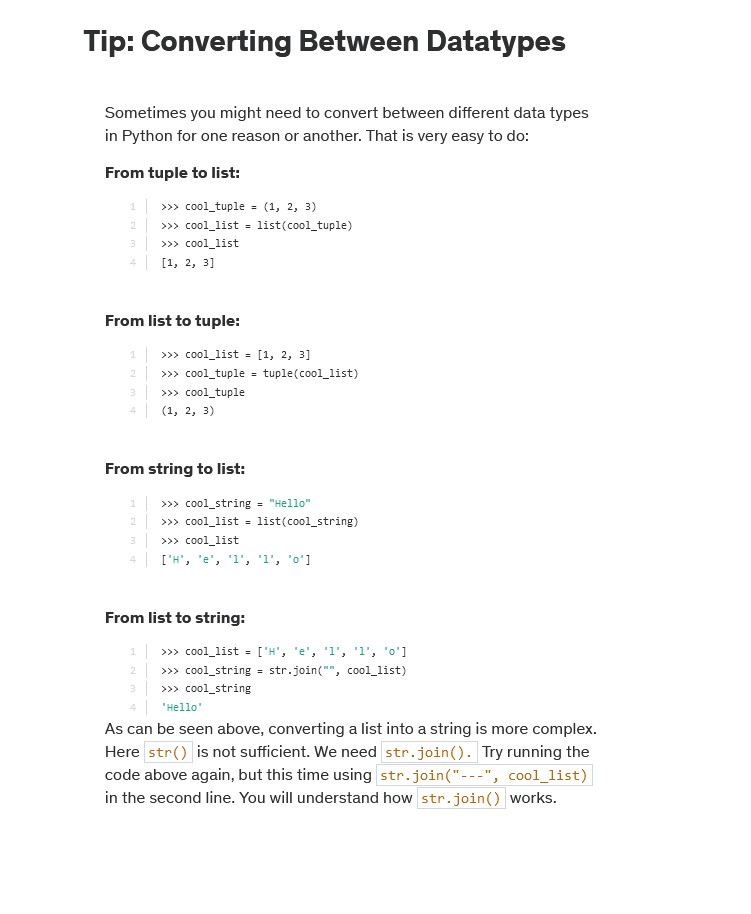 Tip: Converting Between Datatypes
Sometimes you might need to convert between different data types
in Python for one reason or another. That is very easy to do:
From tuple to list:
1 >>> cool_tuple = (1, 2, 3)
2 >>> cool_list = list(cool_tuple)
3 >>> cool_list
4 [1, 2, 3]
From list to tuple:
1 >>> cool_list = [1, 2, 3]
2 >>> cool_tuple = tuple(cool_list)
3 >>> cool_tuple
4 (1, 2, 3)
From string to list:
1 >>> cool_string = "Hello"
2 >>> cool_list = list(cool_string)
3 >>> cool_list
4 ['H', 'e', 'l', 'l', 'o']
From list to string:
1 >>> cool_list = ['H', 'e', 'l', 'l', 'o']
2 >>> cool_string = str.join("", cool_list)
3 >>> cool_string
4 'Hello'
As can be seen above, converting a list into a string is more complex.
Here str() is not sufficient. We need str.join(). Try running the
code above again, but this time using str.join("---", cool_list)
in the second line. You will understand how str.join() works.